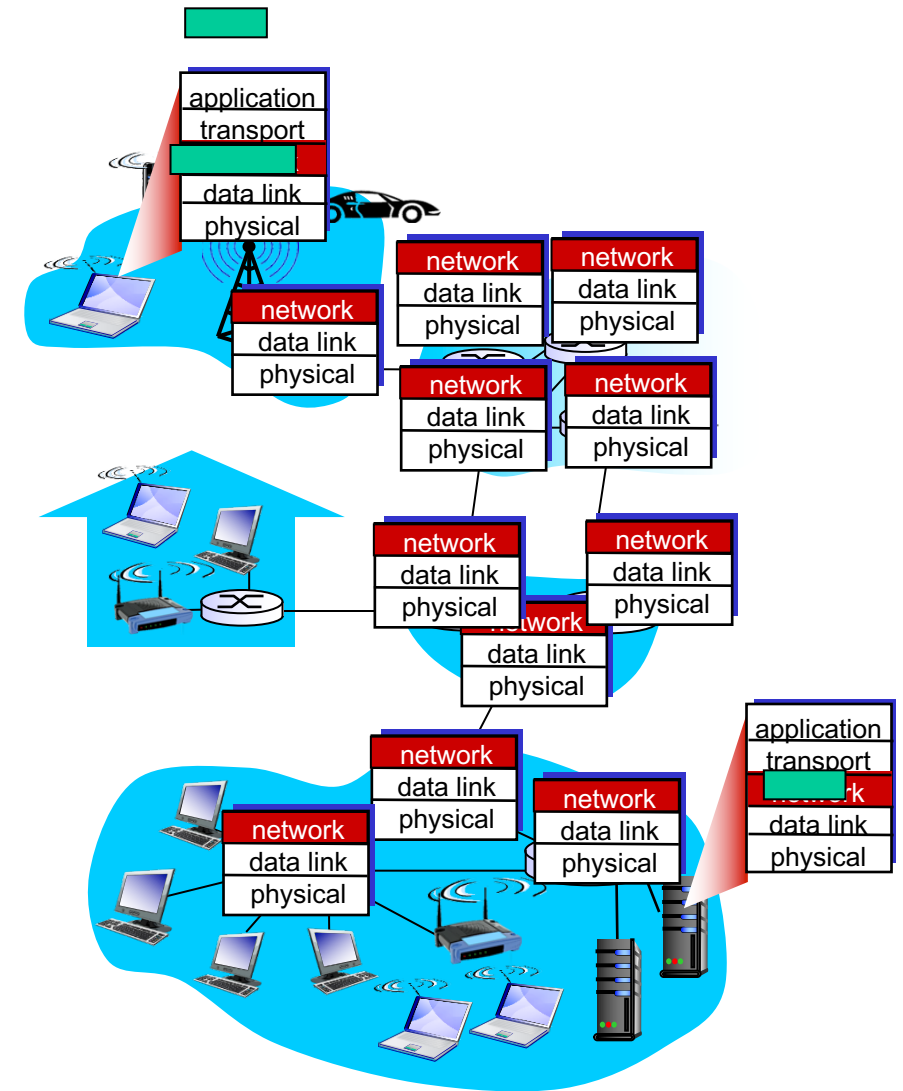 application
transport
data link
physical
network
data link
physical
network
data link
physical
network
data link
physical
network
data link
physical
network
data link
physical
network
data link
physical
network
data link
physical
network
data link
physical
network
data link
physical
network
data link
physical
network
data link
physical
application
transport
data link
physical